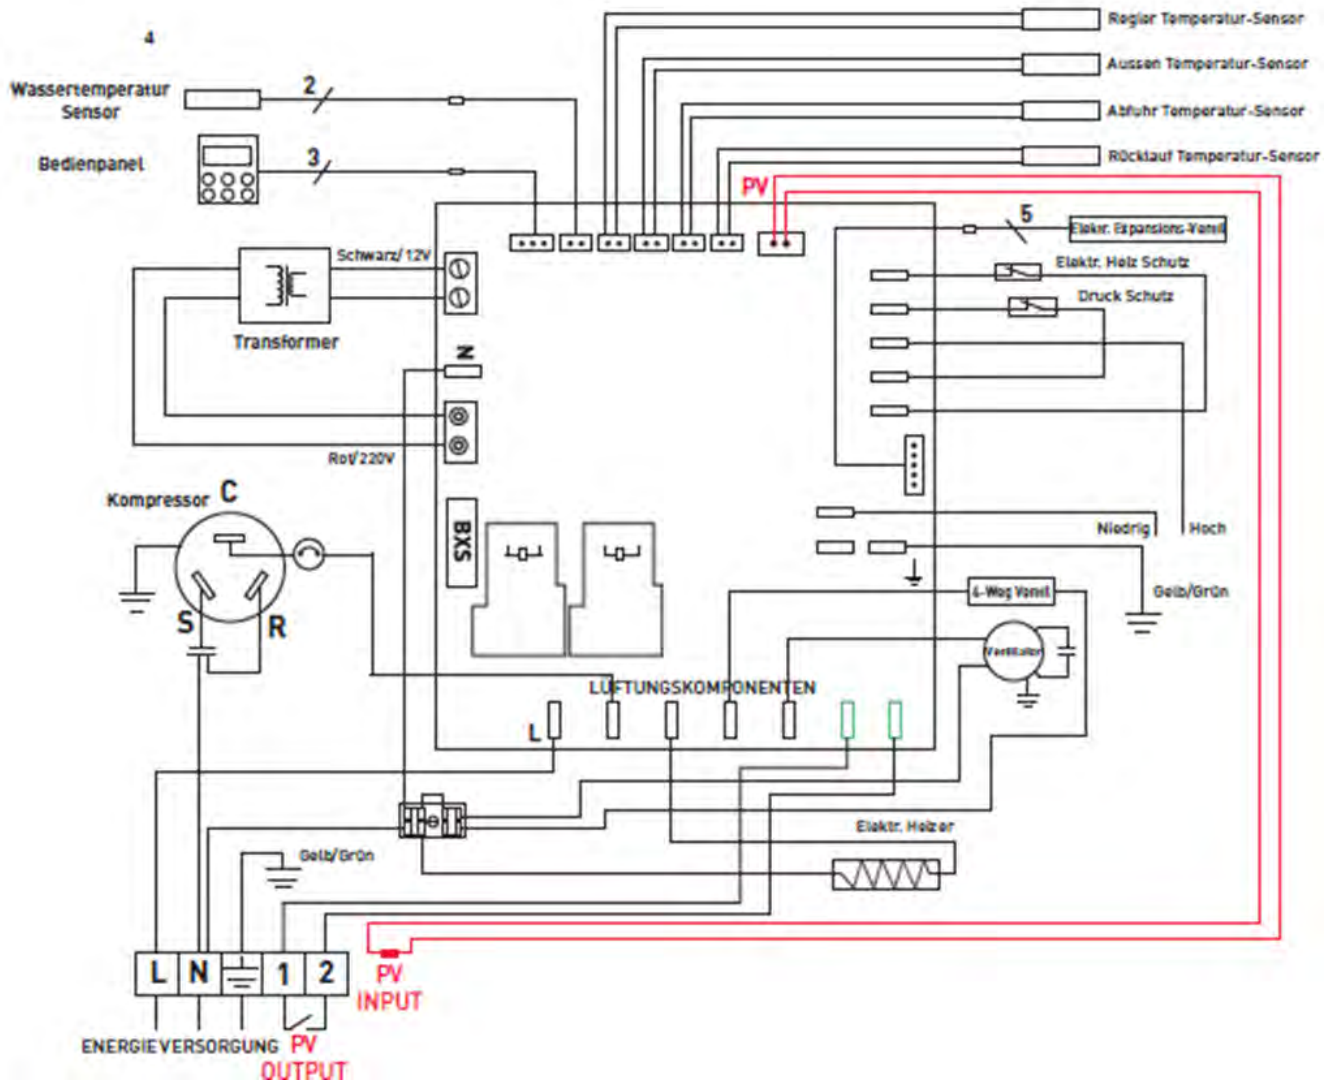 4
Regler Temperatur-Sensor
Aussen Temperatur-Sensor
Abfuhr Temperatur-Sensor
Rücklauf Temperatur-Sensor
Wassertemperatur
Sensor
2
Bedienpanel
3
PV
5
Elektr. Expansions-Ventil
Elektr. Heiz Schutz
Druck Schutz
Schwarz/12V
Transformer
N
Rot/220V
Kompressor C
BXS
Niedrig
Hoch
Gelb/Grün
4-Weg Ventil
S
R
Ventilator
LÜFTUNGSKOMPONENTEN
L
Elektr. Heizer
Gelb/Grün
L N 1 2
PV
INPUT
ENERGIEVERSORGUNG
PV
OUTPUT